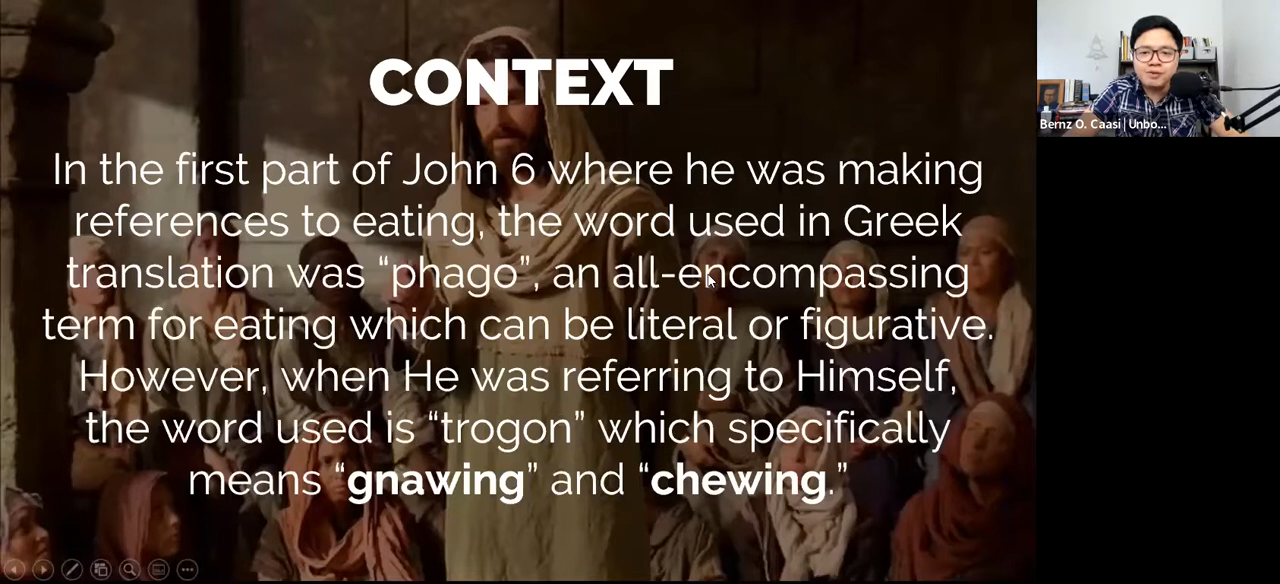 CONTEXT
In the first part of John 6 where he was making
references to eating, the word used in Greek
translation was “phago”, an all-encompassing
term for eating which can be literal or figurative.
However, when He was referring to Himself,
the word used is “trogon” which specifically
means “gnawing” and “chewing.”
Bernz O. Caasi | Unbo...